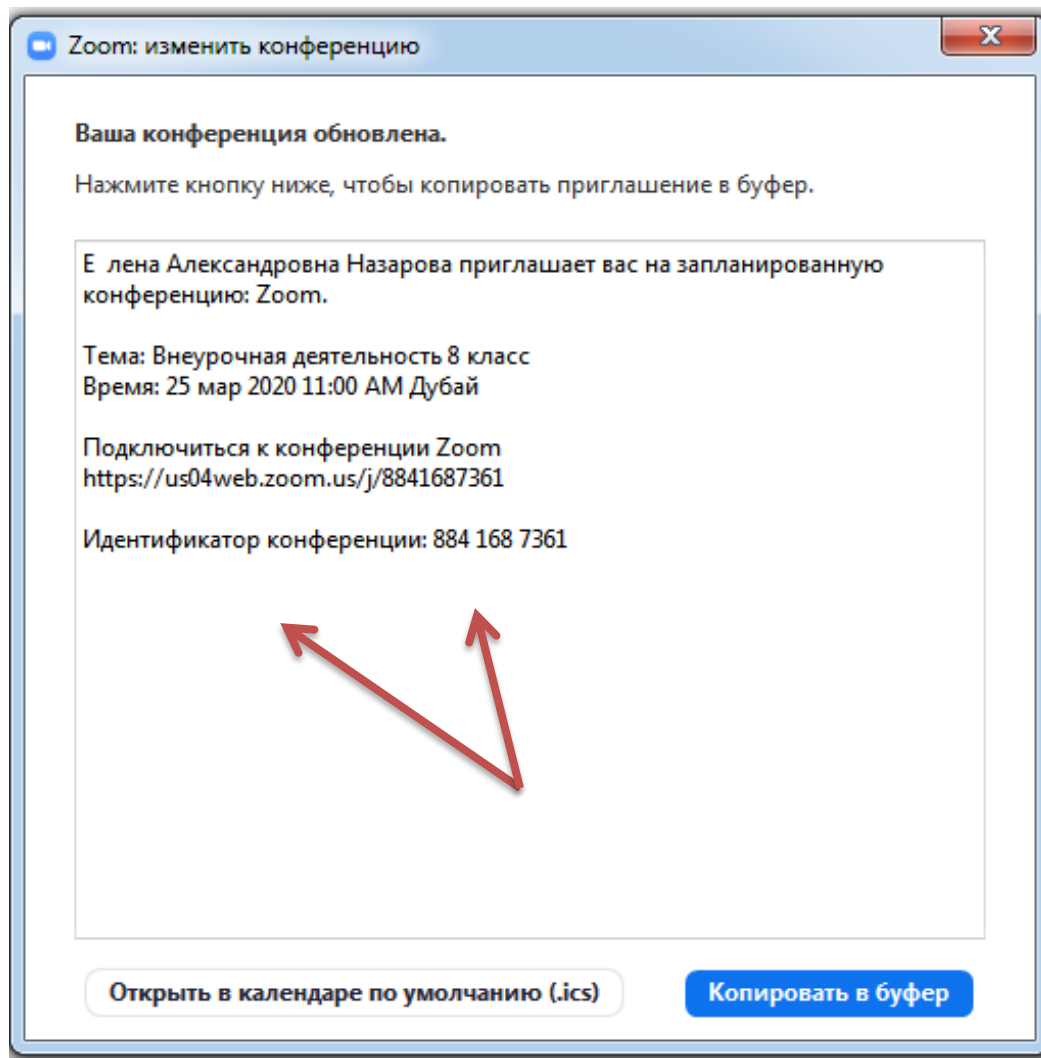 Zoom: изменить конференцию
Ваша конференция обновлена.
Нажмите кнопку ниже, чтобы копировать приглашение в буфер.
Е  лена Александровна Назарова приглашает вас на запланированную
конференцию: Zoom.
Тема: Внеурочная деятельность 8 класс
Время: 25 мар 2020 11:00 AM Дубай
Подключиться к конференции Zoom
https://us04web.zoom.us/j/8841687361
Идентификатор конференции: 884 168 7361
Открыть в календаре по умолчанию (.ics)
Копировать в буфер